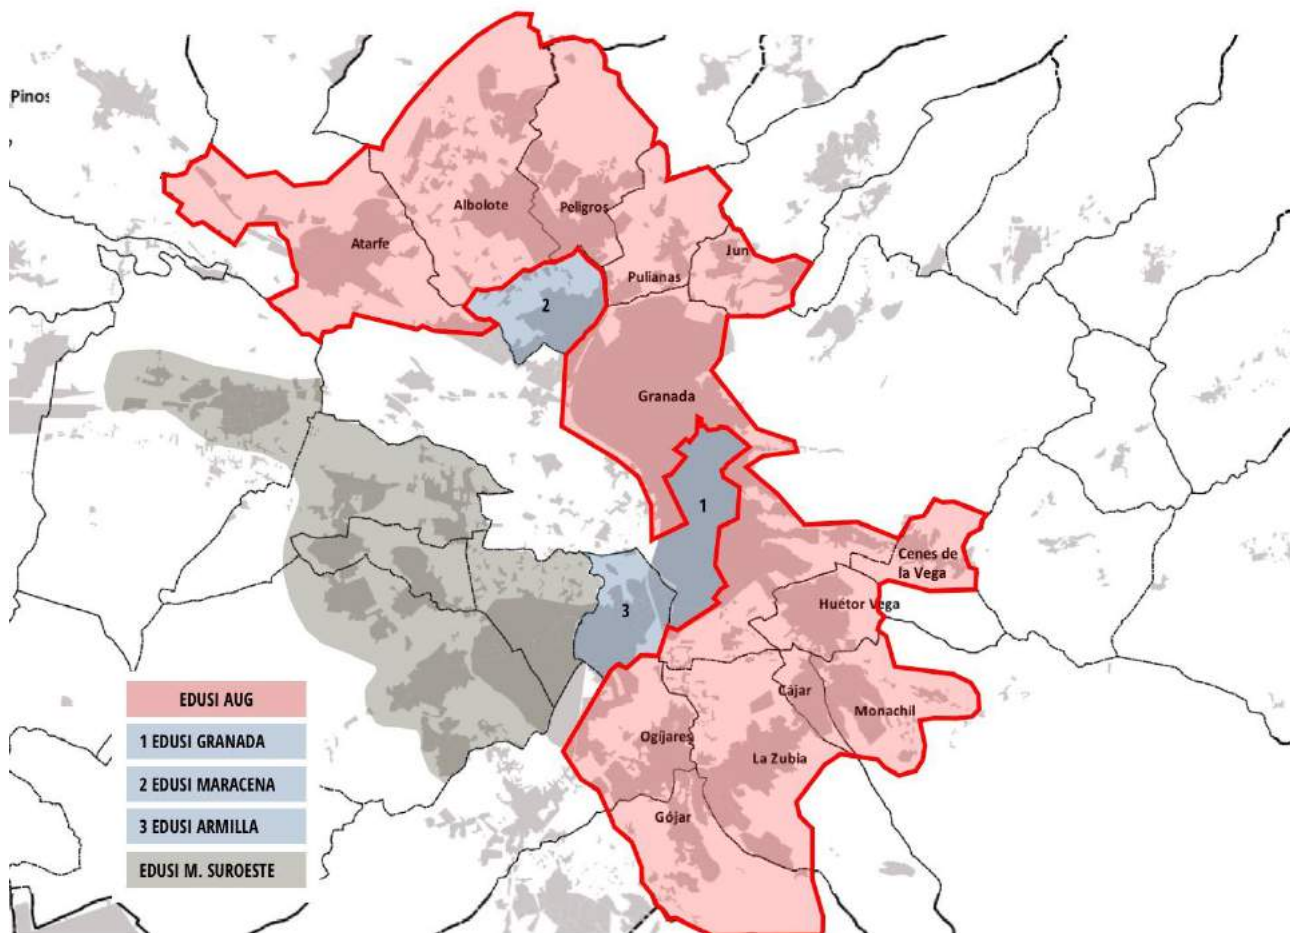 Pinos
Albolote
Peligros
Atarfe
Jun
Pulianas
2
Granada
1
Cenes de
la Vega
Huétor Vega
3
Cájar
Monachil
Ogíjares
La Zubia
Gójar
EDUSI AUG
1 EDUSI GRANADA
2 EDUSI MARACENA
3 EDUSI ARMILLA
EDUSI M. SUROESTE